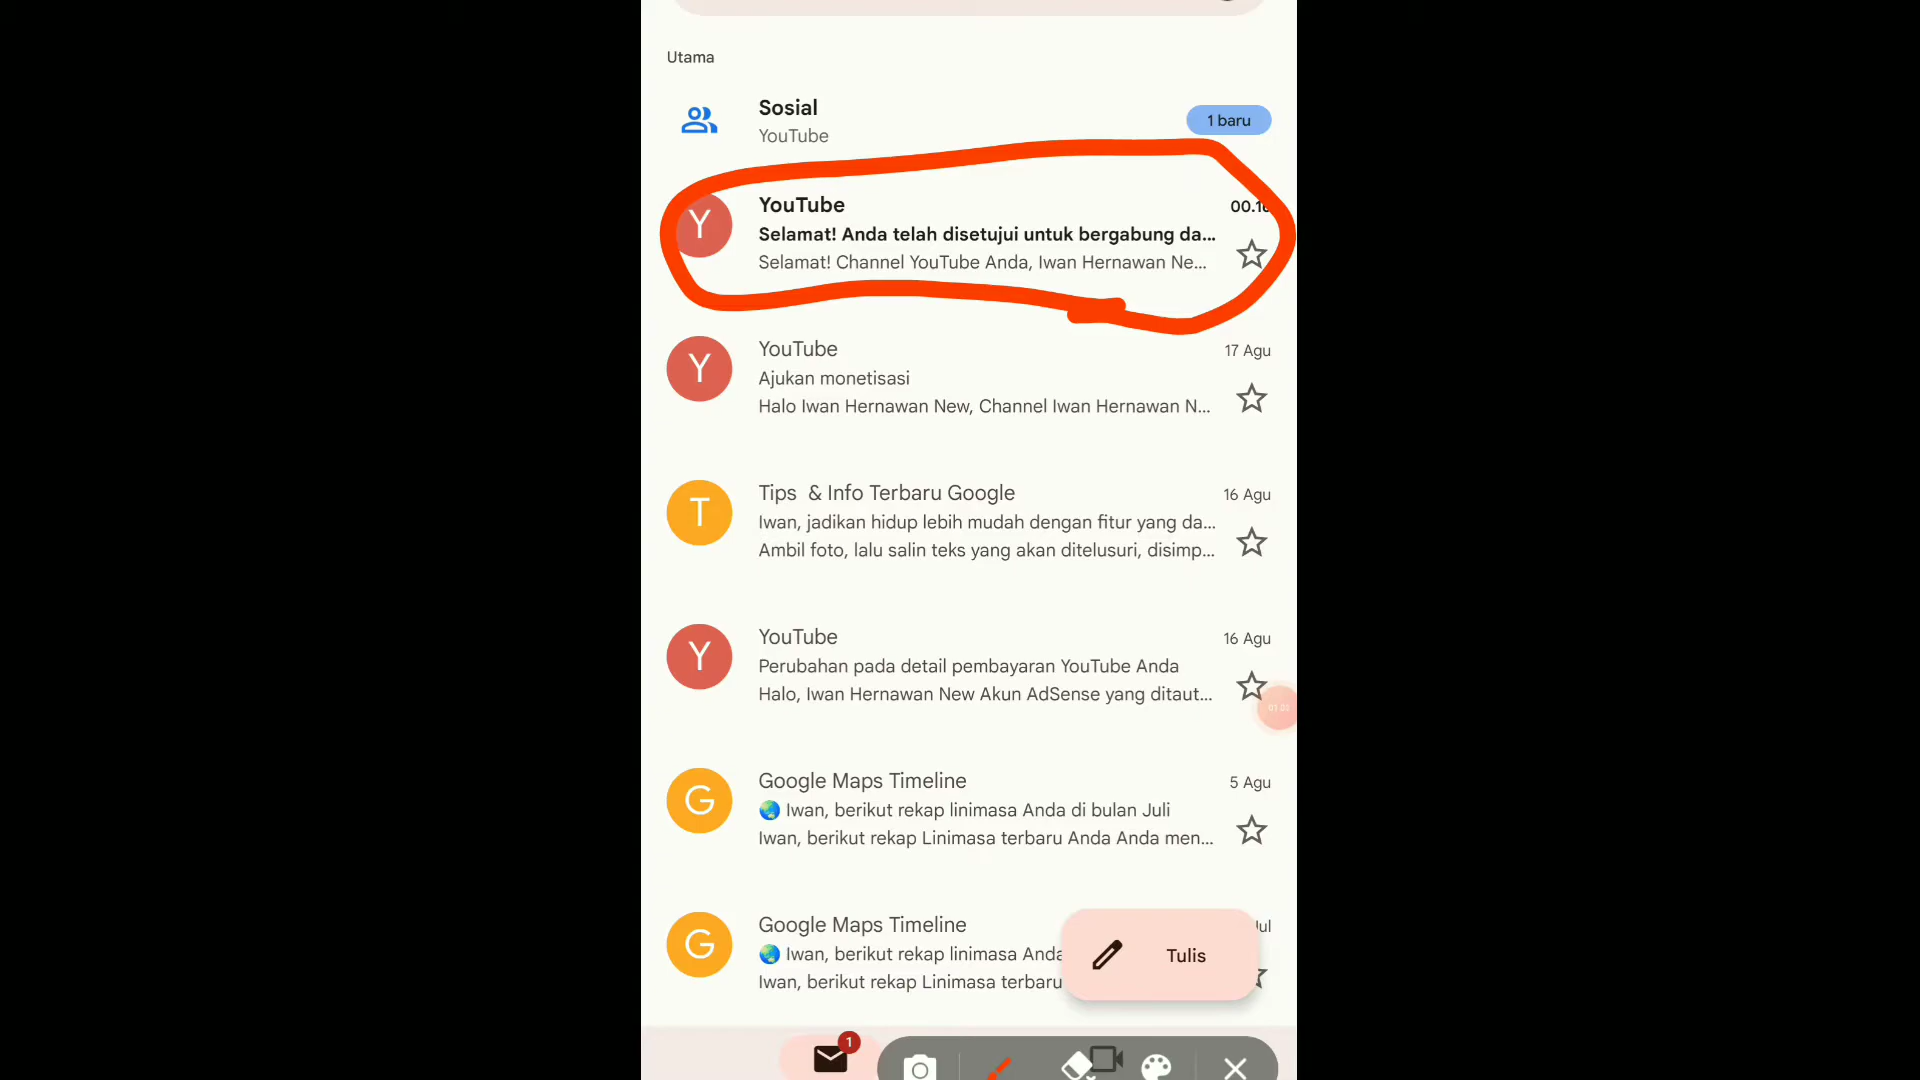 Utama
Sosial
1 baru
YouTube
Y
YouTube
Selamat! Anda telah disetujui untuk bergabung da...
Selamat! Channel YouTube Anda, Iwan Hernawan Ne...
Y
YouTube
17 Agu
Ajukan monetisasi
Halo Iwan Hernawan New, Channel Iwan Hernawan N...
T
Tips & Info Terbaru Google
16 Agu
Iwan, jadikan hidup lebih mudah dengan fitur yang da...
Ambil foto, lalu salin teks yang akan ditelusuri, disimp...
Y
YouTube
16 Agu
Perubahan pada detail pembayaran YouTube Anda
Halo, Iwan Hernawan New Akun AdSense yang ditaut...
G
Google Maps Timeline
5 Agu
Iwan, berikut rekap linimasa Anda di bulan Juli
Iwan, berikut rekap Linimasa terbaru Anda Anda men...
G
Google Maps Timeline
Iwan, berikut rekap linimasa Anda
Iwan, berikut rekap Linimasa terbaru
Tulis
1